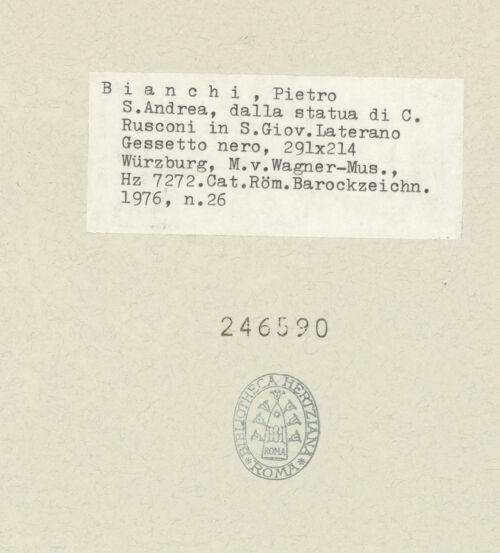 B i a n c h i , Pietro
S.Andrea, dalla statua di C.
Rusconi in S.Giov.Laterano
Gessetto nero, 291x214
Würzburg, M.v.Wagner-Mus.,
Hz 7272.Cat.Röm.Barockzeichn.
1976, n.26
246590
BIBLIOTHECA HERTZIANA
ROMA
* ROMA *